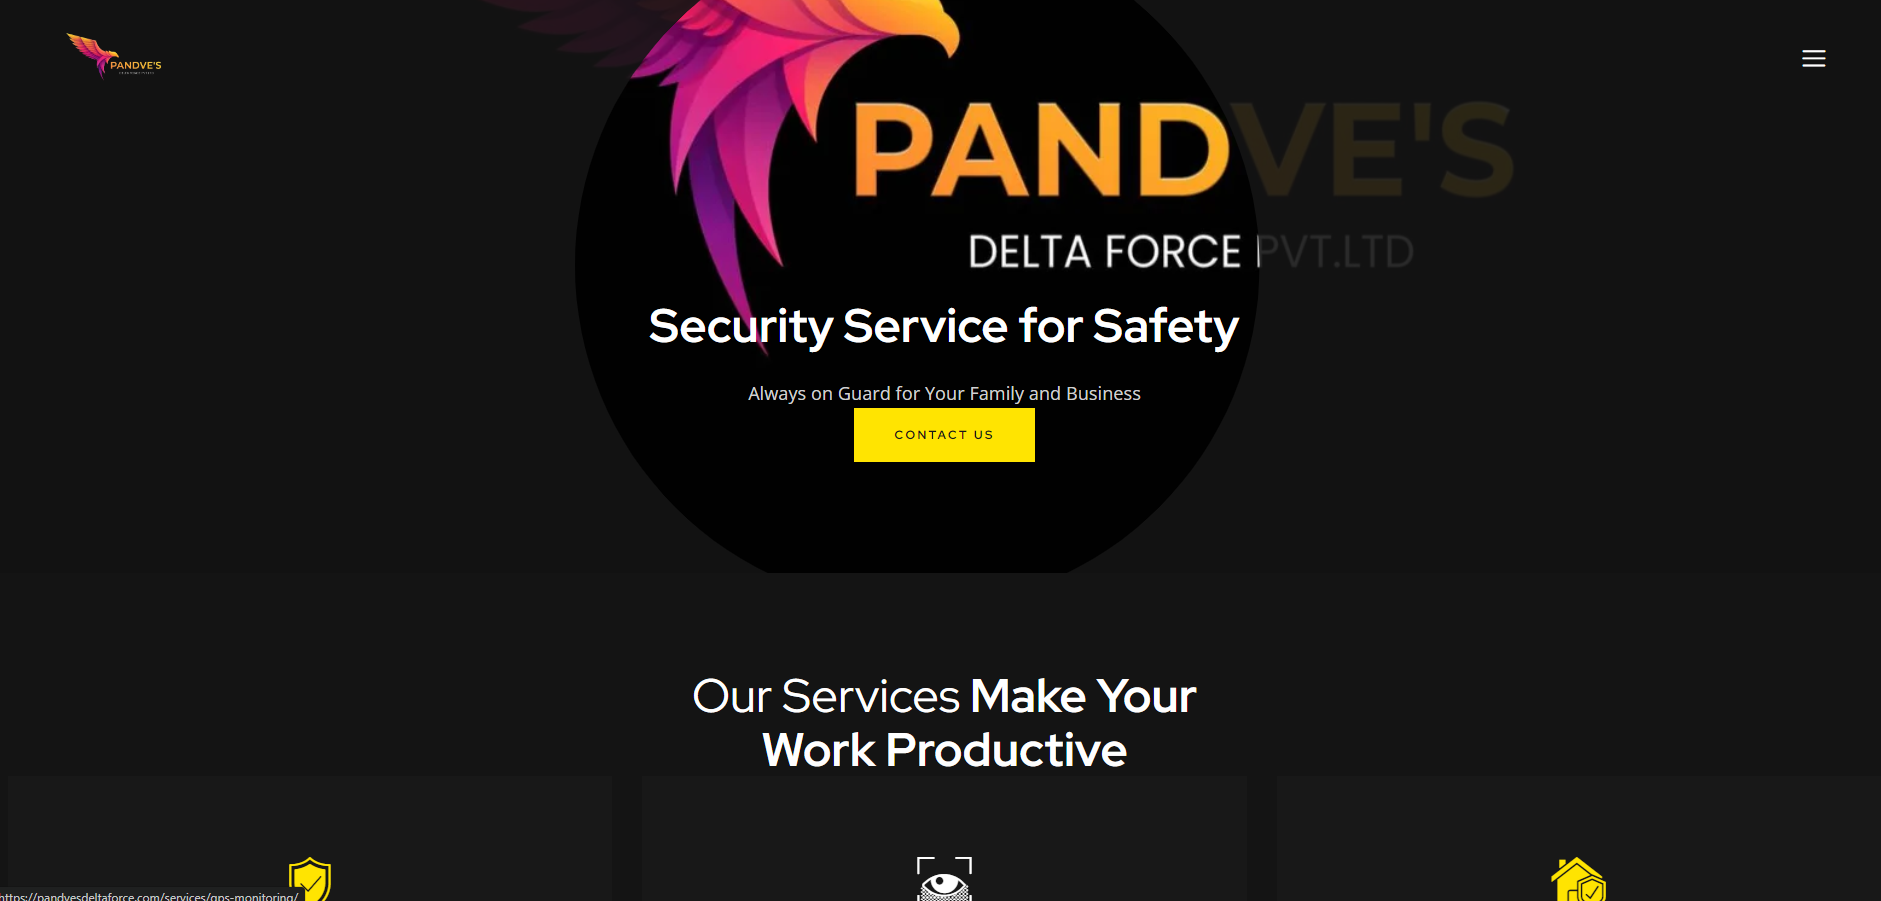 PANDVE'S
PANDVE'S
DELTA FORCE PVT.LTD
Security Service for Safety
Always on Guard for Your Family and Business
CONTACT US
Our Services Make Your
Work Productive
https://pandvesdeltaforce.com/services/gps-monitoring/